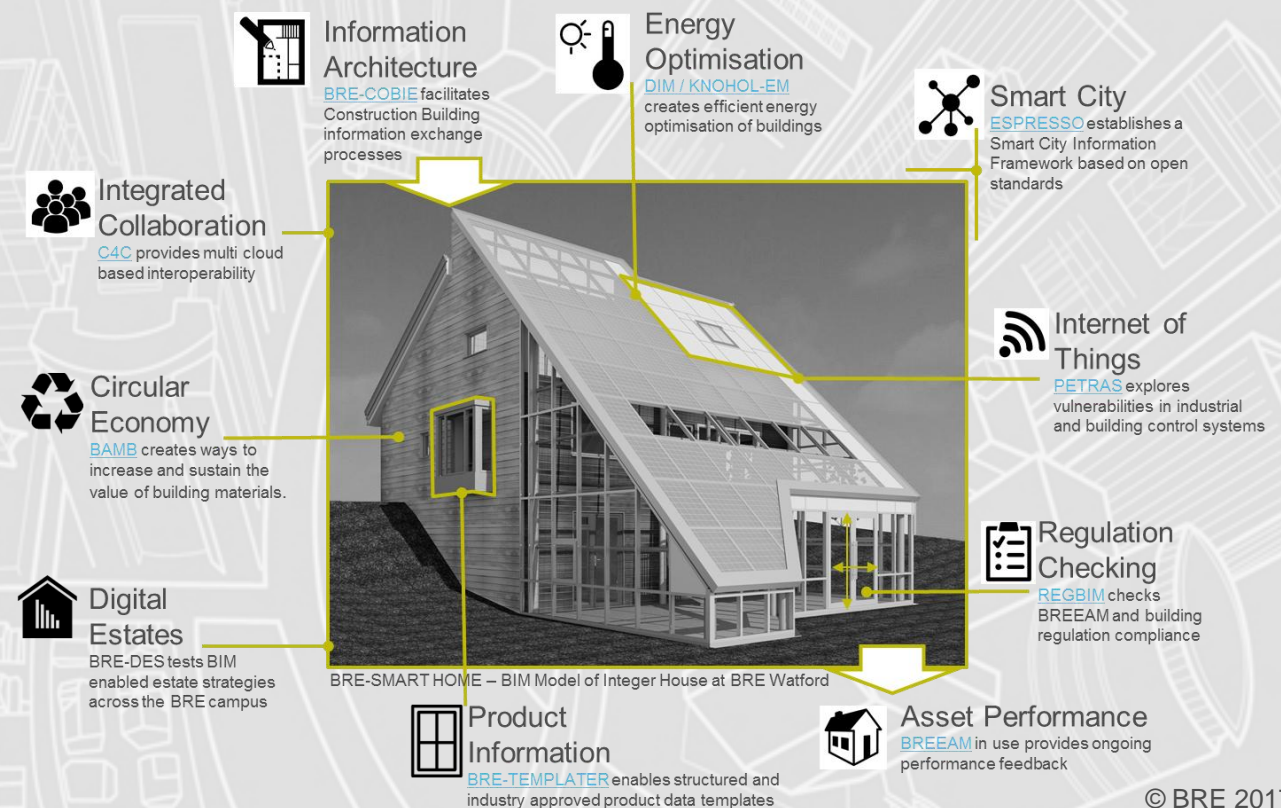 Information
Architecture
BRE-COBIE facilitates
Construction Building
information exchange
processes
Energy
Optimisation
DIM / KNOHOL-EM
creates efficient energy
optimisation of buildings
Smart City
ESPRESSO establishes a
Smart City Information
Framework based on open
standards
Integrated
Collaboration
C4C provides multi cloud
based interoperability
Internet of
Things
PETRAS explores
vulnerabilities in industrial
and building control systems
Circular
Economy
BAMB creates ways to
increase and sustain the
value of building materials.
Regulation
Checking
REGBIM checks
BREEAM and building
regulation compliance
Digital
Estates
BRE-DES tests BIM
enabled estate strategies
across the BRE campus
BRE-SMART HOME – BIM Model of Integer House at BRE Watford
Product
Information
BRE-TEMPLATER enables structured and
industry approved product data templates
Asset Performance
BREEAM in use provides ongoing
performance feedback
© BRE 2017